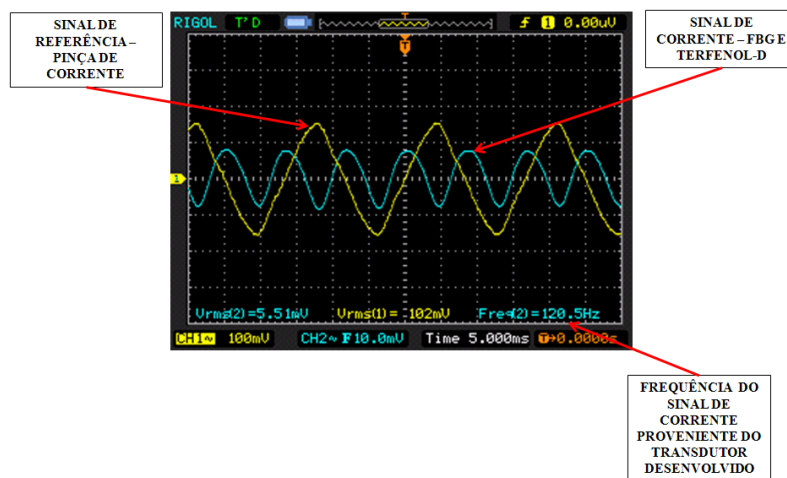 SINAL DE
REFERÊNCIA –
PINÇA DE
CORRENTE
RIGOL T'D f 1 0.00uV
T
SINAL DE
CORRENTE – FBG E
TERFENOL-D
1
Vrms(2)=5.51mV Vrms(1)= 102mV Freq(2)=120.5Hz
CH1~ 100mV CH2~ F10.0mV Time 5.000ms T→0.0000s
FREQUÊNCIA DO
SINAL DE
CORRENTE
PROVENIENTE DO
TRANSDUTOR
DESENVOLVIDO